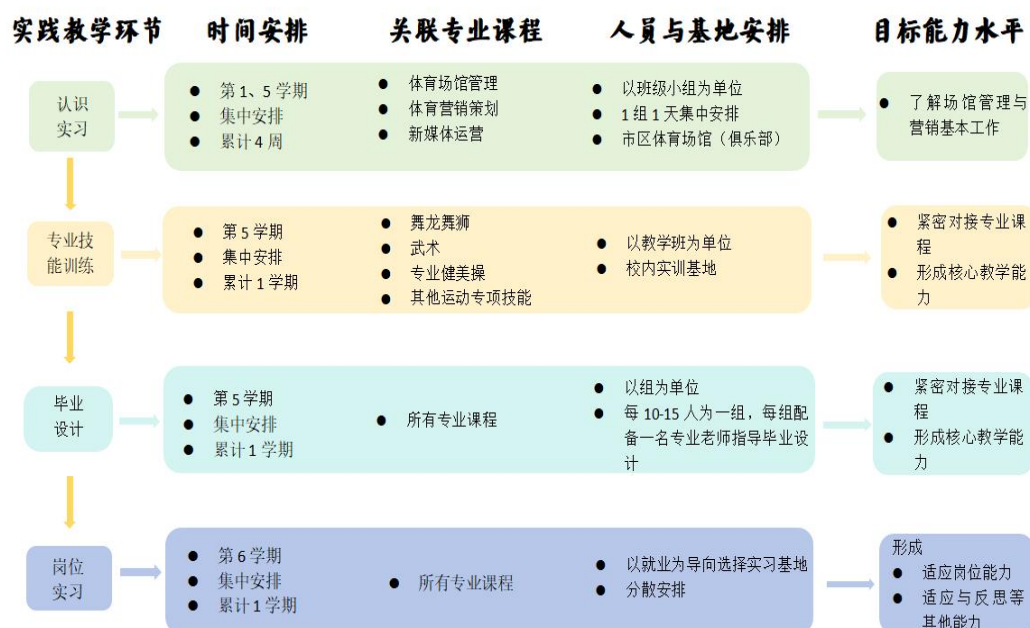 实践教学环节 时间安排 关联专业课程 人员与基地安排 目标能力水平
认识
实习
● 第1、5学期
● 集中安排
● 累计4周
● 体育场馆管理
● 体育营销策划
● 新媒体运营
● 以班级小组为单位
● 1组1天集中安排
● 市区体育场馆（俱乐部）
● 了解场馆管理与
营销基本工作
专业技
能训练
● 第5学期
● 集中安排
● 累计1学期
● 舞龙舞狮
● 武术
● 专业健美操
● 其他运动专项技能
● 以教学班为单位
● 校内实训基地
● 紧密对接专业课
程
● 形成核心教学能
力
毕业
设计
● 第5学期
● 集中安排
● 累计1学期
● 所有专业课程
● 以组为单位
● 每10-15人为一组，每组配
备一名专业老师指导毕业设
计
● 紧密对接专业课
程
● 形成核心教学能
力
岗位
实习
● 第6学期
● 集中安排
● 累计1学期
● 所有专业课程
● 以就业为导向选择实习基地
● 分散安排
形成
● 适应岗位能力
● 适应与反思等
其他能力